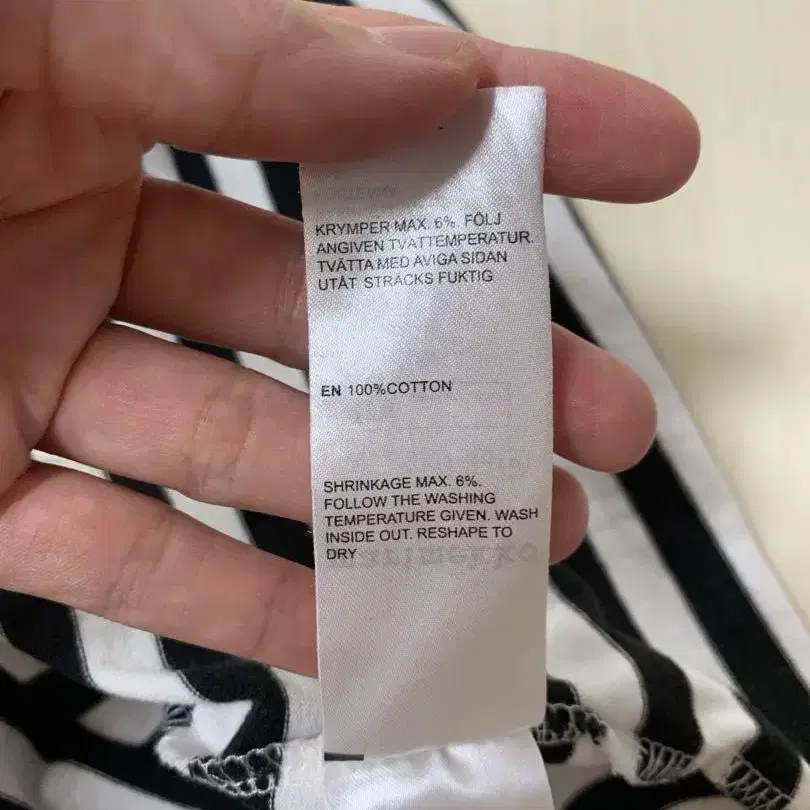 KRYMPER MAX. 6%. FÖLJ
ANGIVEN TVÄTTEMPERATUR.
TVÄTTA MED AVIGA SIDAN
UTÅT STRÄCKS FUKTIG
EN 100%COTTON
SHRINKAGE MAX. 6%.
FOLLOW THE WASHING
TEMPERATURE GIVEN. WASH
INSIDE OUT. RESHAPE TO
DRY